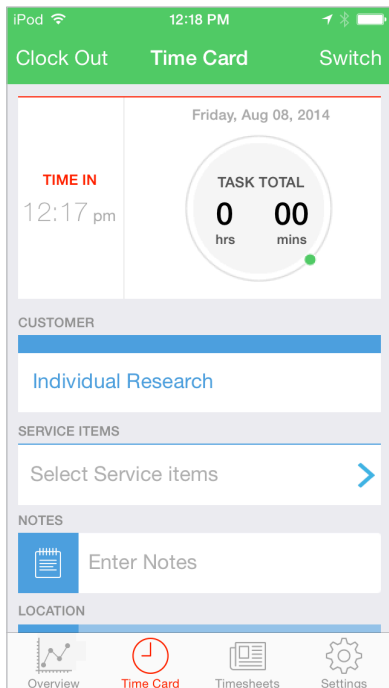 iPod 12:18 PM
Clock Out Time Card Switch
Friday, Aug 08, 2014
TIME IN
12:17 pm
TASK TOTAL
0 00
hrs mins
CUSTOMER
Individual Research
SERVICE ITEMS
Select Service items
NOTES
Enter Notes
LOCATION
Overview Time Card Timesheets Settings